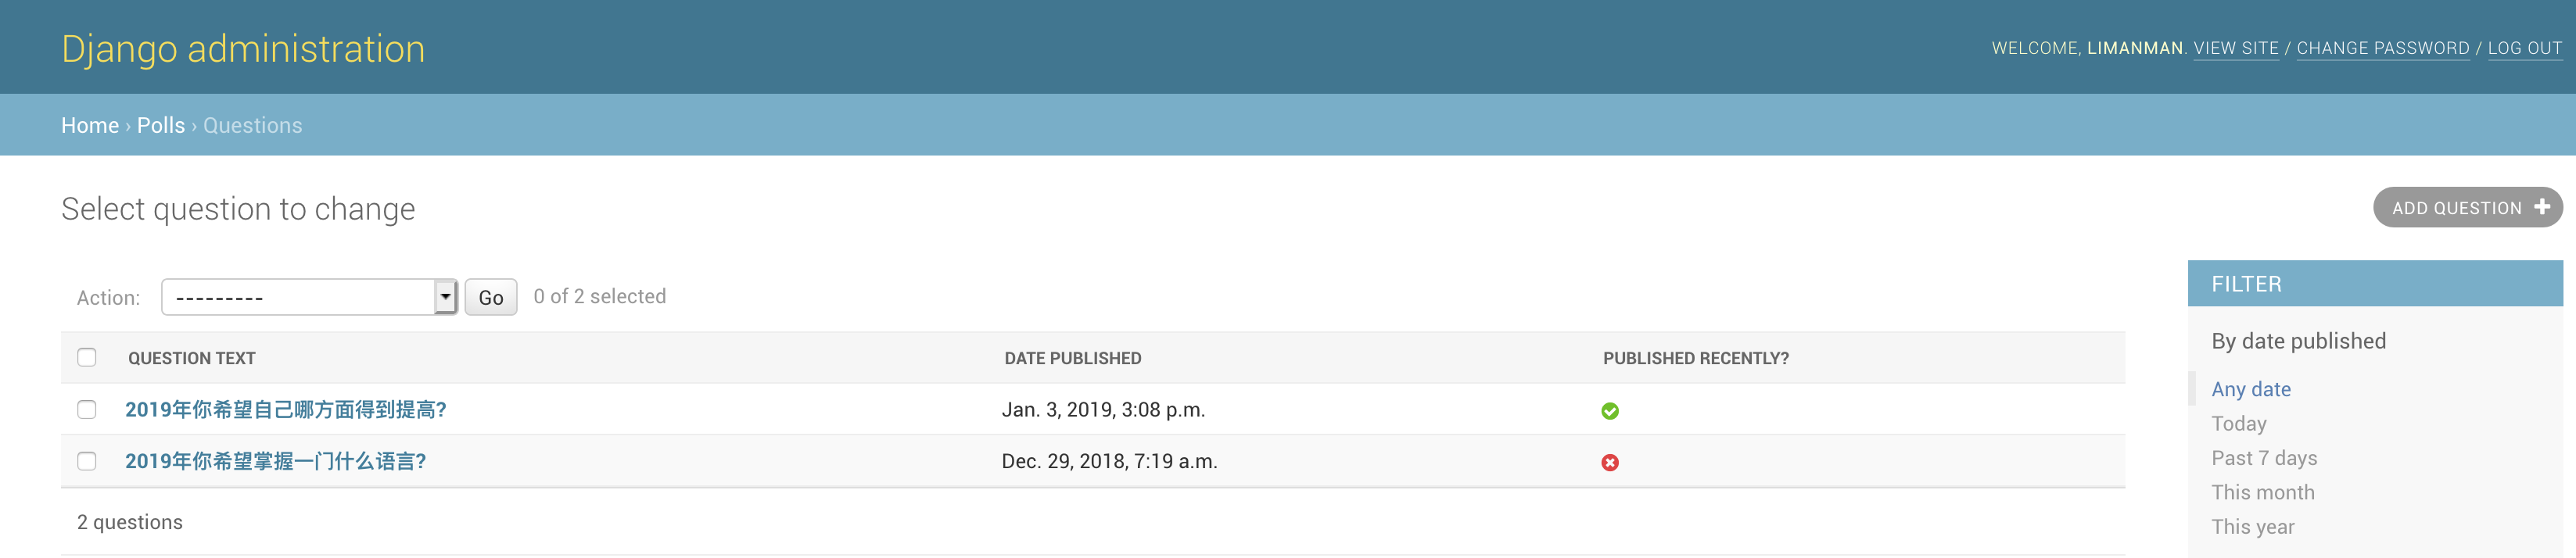 Django administration
WELCOME, LIMANMAN. VIEW SITE / CHANGE PASSWORD / LOG OUT
Home › Polls › Questions
Select question to change
ADD QUESTION +
Action: --------- Go 0 of 2 selected
QUESTION TEXT DATE PUBLISHED PUBLISHED RECENTLY?
2019年你希望自己哪方面得到提高? Jan. 3, 2019, 3:08 p.m.
2019年你希望掌握一门什么语言? Dec. 29, 2018, 7:19 a.m.
2 questions
FILTER
By date published
Any date
Today
Past 7 days
This month
This year